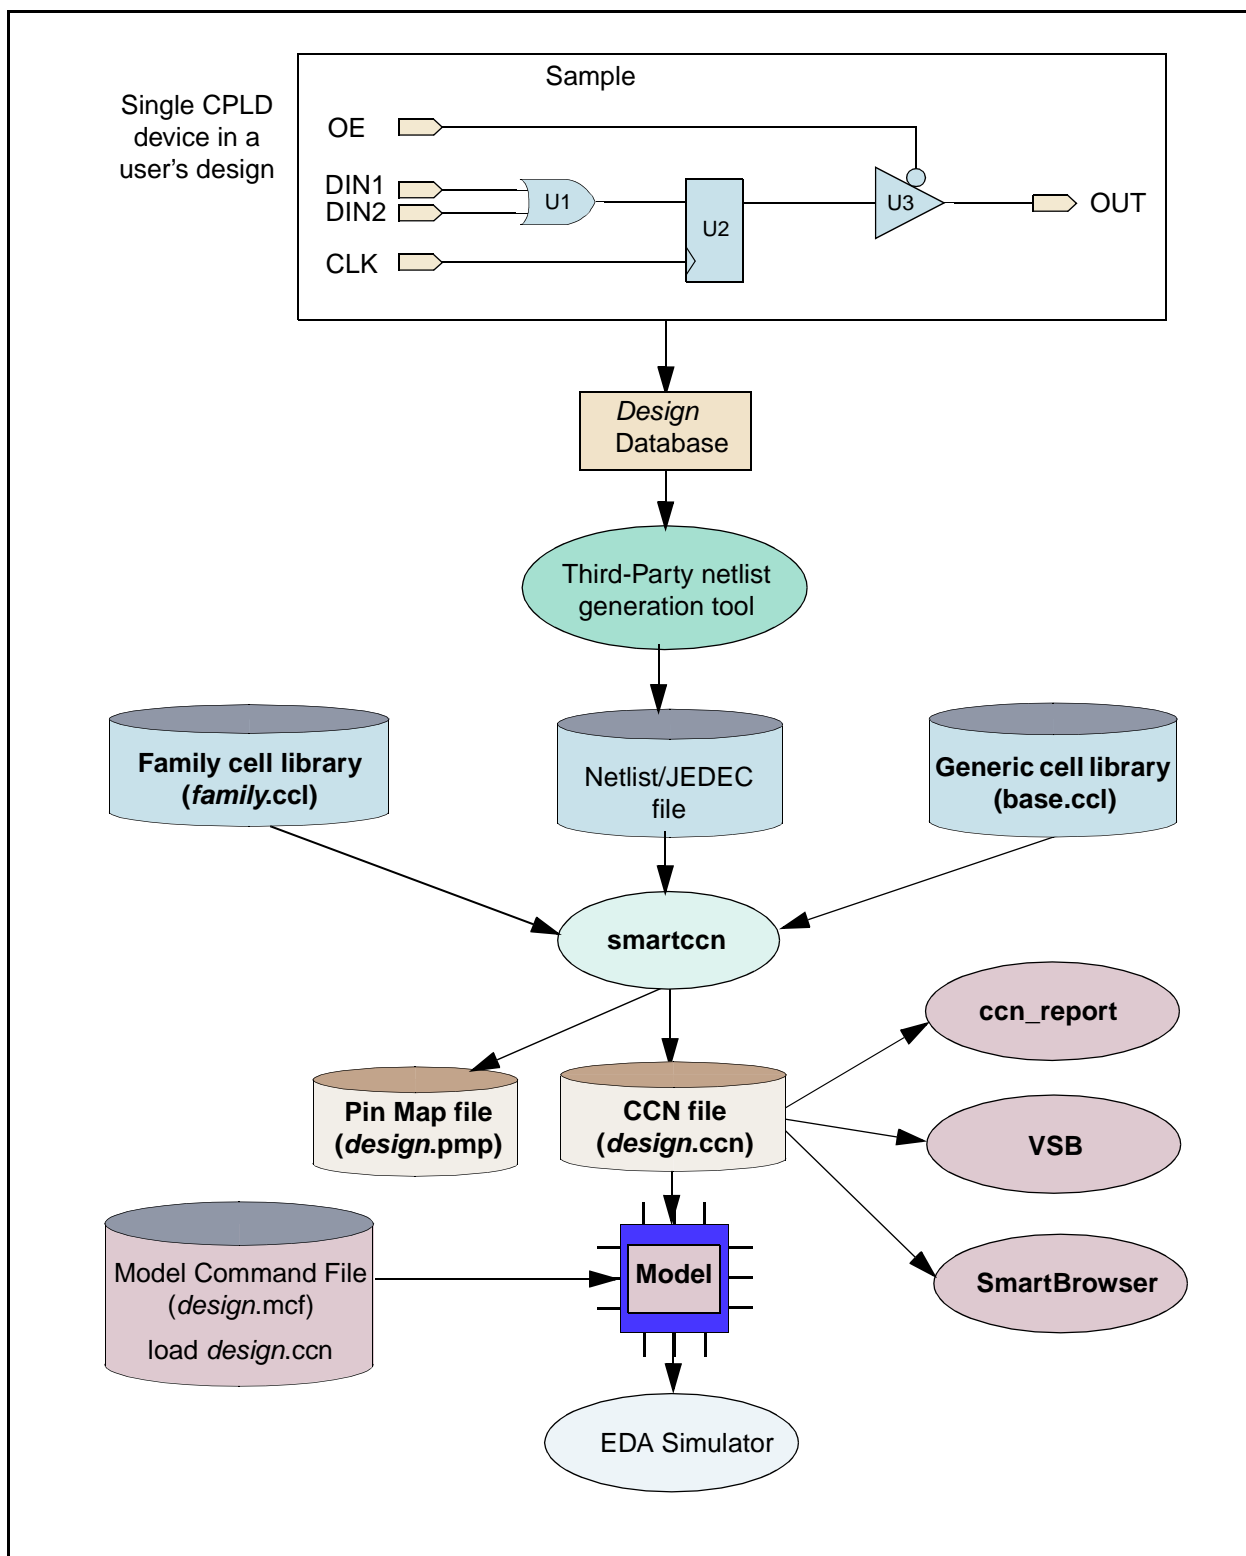 Sample
Single CPLD
device in a
user's design
OE
DIN1
DIN2
CLK
U1
U2
U3
OUT
Design
Database
Third-Party netlist
generation tool
Family cell library
(family.ccl)
Netlist/JEDEC
file
Generic cell library
(base.ccl)
smartccn
ccn_report
Pin Map file
(design.pmp)
CCN file
(design.ccn)
VSB
Model Command File
(design.mcf)
load design.ccn
Model
SmartBrowser
EDA Simulator